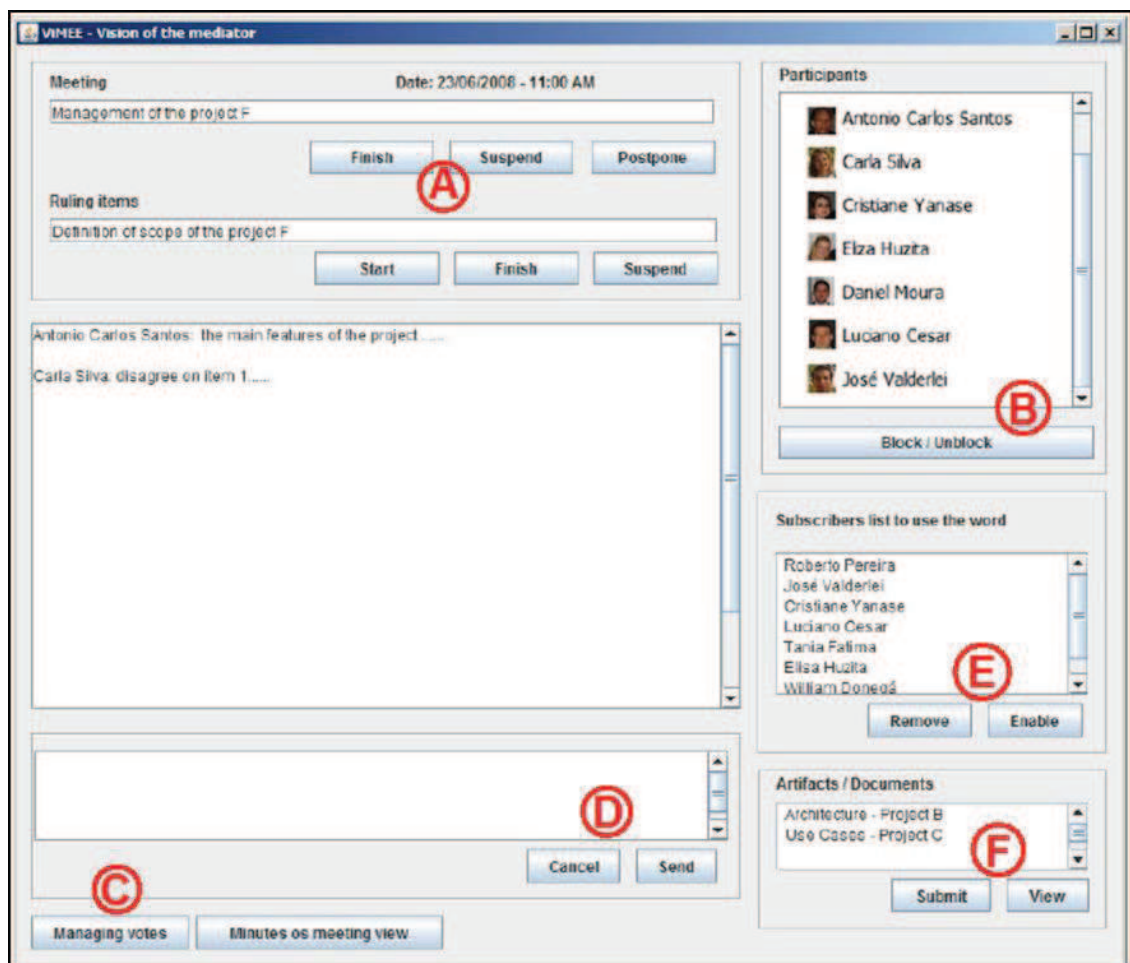 VIMEE - Vision of the mediator
Meeting
Date: 23/06/2008 - 11:00 AM
Management of the project F
Finish
Suspend
Postpone
A
Ruling items
Definition of scope of the project F
Start
Finish
Suspend
Antonio Carlos Santos: the main features of the project......
Carla Silva: disagree on item 1......
D
Cancel
Send
C
Managing votes
Minutes os meeting view
Participants
Antonio Carlos Santos
Carla Silva
Cristiane Yanase
Elza Huzita
Daniel Moura
Luciano Cesar
José Valderlei
B
Block / Unblock
Subscribers list to use the word
Roberto Pereira
José Valderlei
Cristiane Yanase
Luciano Cesar
Tania Fatima
Elisa Huzita
William Donegá
E
Remove
Enable
Artifacts / Documents
Architecture - Project B
Use Cases - Project C
F
Submit
View